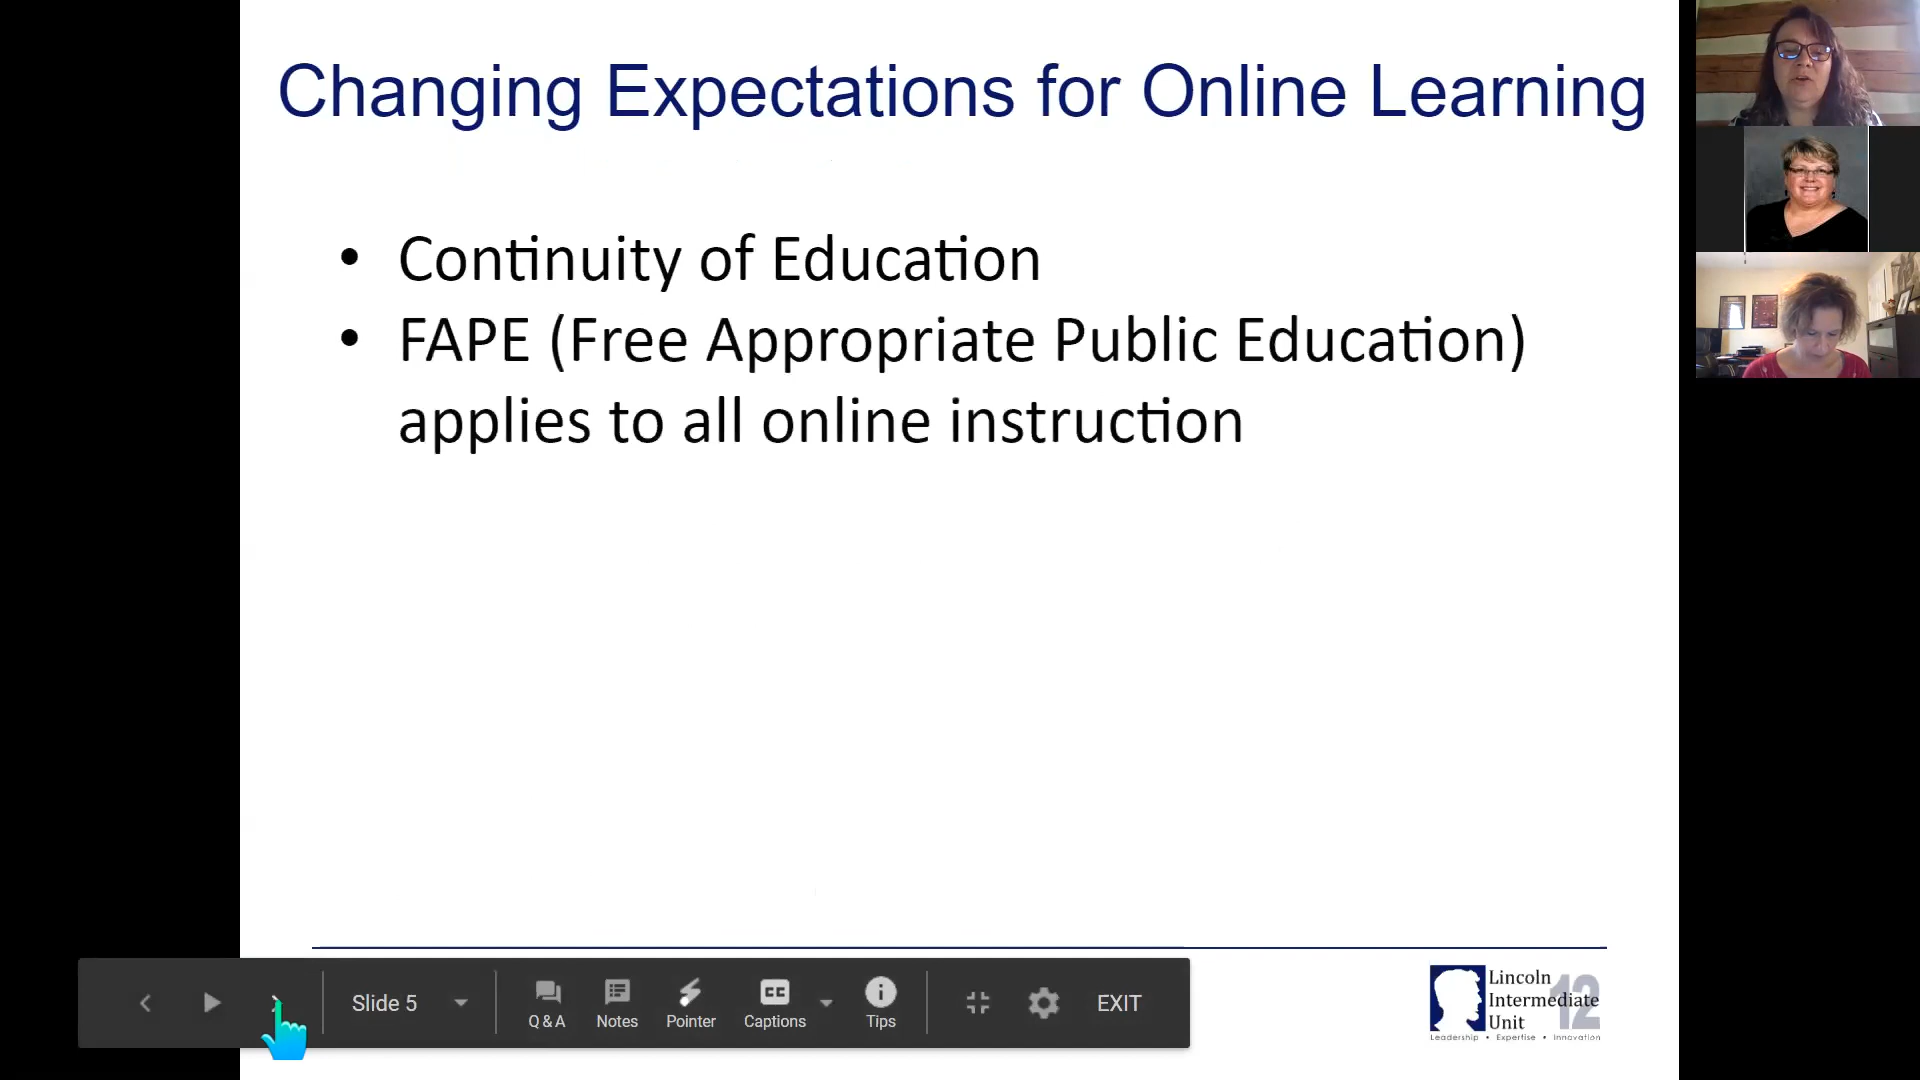 Changing Expectations for Online Learning
• Continuity of Education
• FAPE (Free Appropriate Public Education)
applies to all online instruction
Slide 5
Q & A
Notes
Pointer
CC
Captions
Tips
EXIT
Lincoln
Intermediate
Unit
12
Leadership • Expertise • Innovation